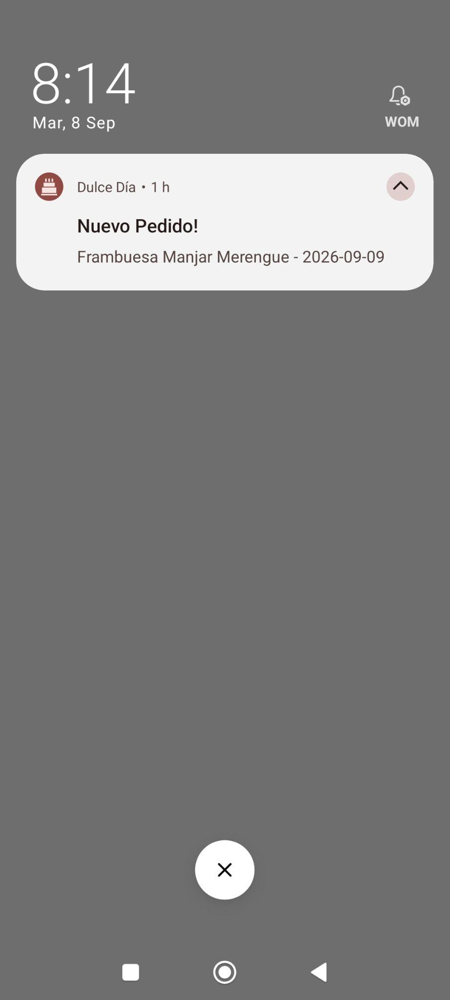 8:14
Mar, 8 Sep
WOM
Dulce Día • 1 h
Nuevo Pedido!
Frambuesa Manjar Merengue - 2026-09-09